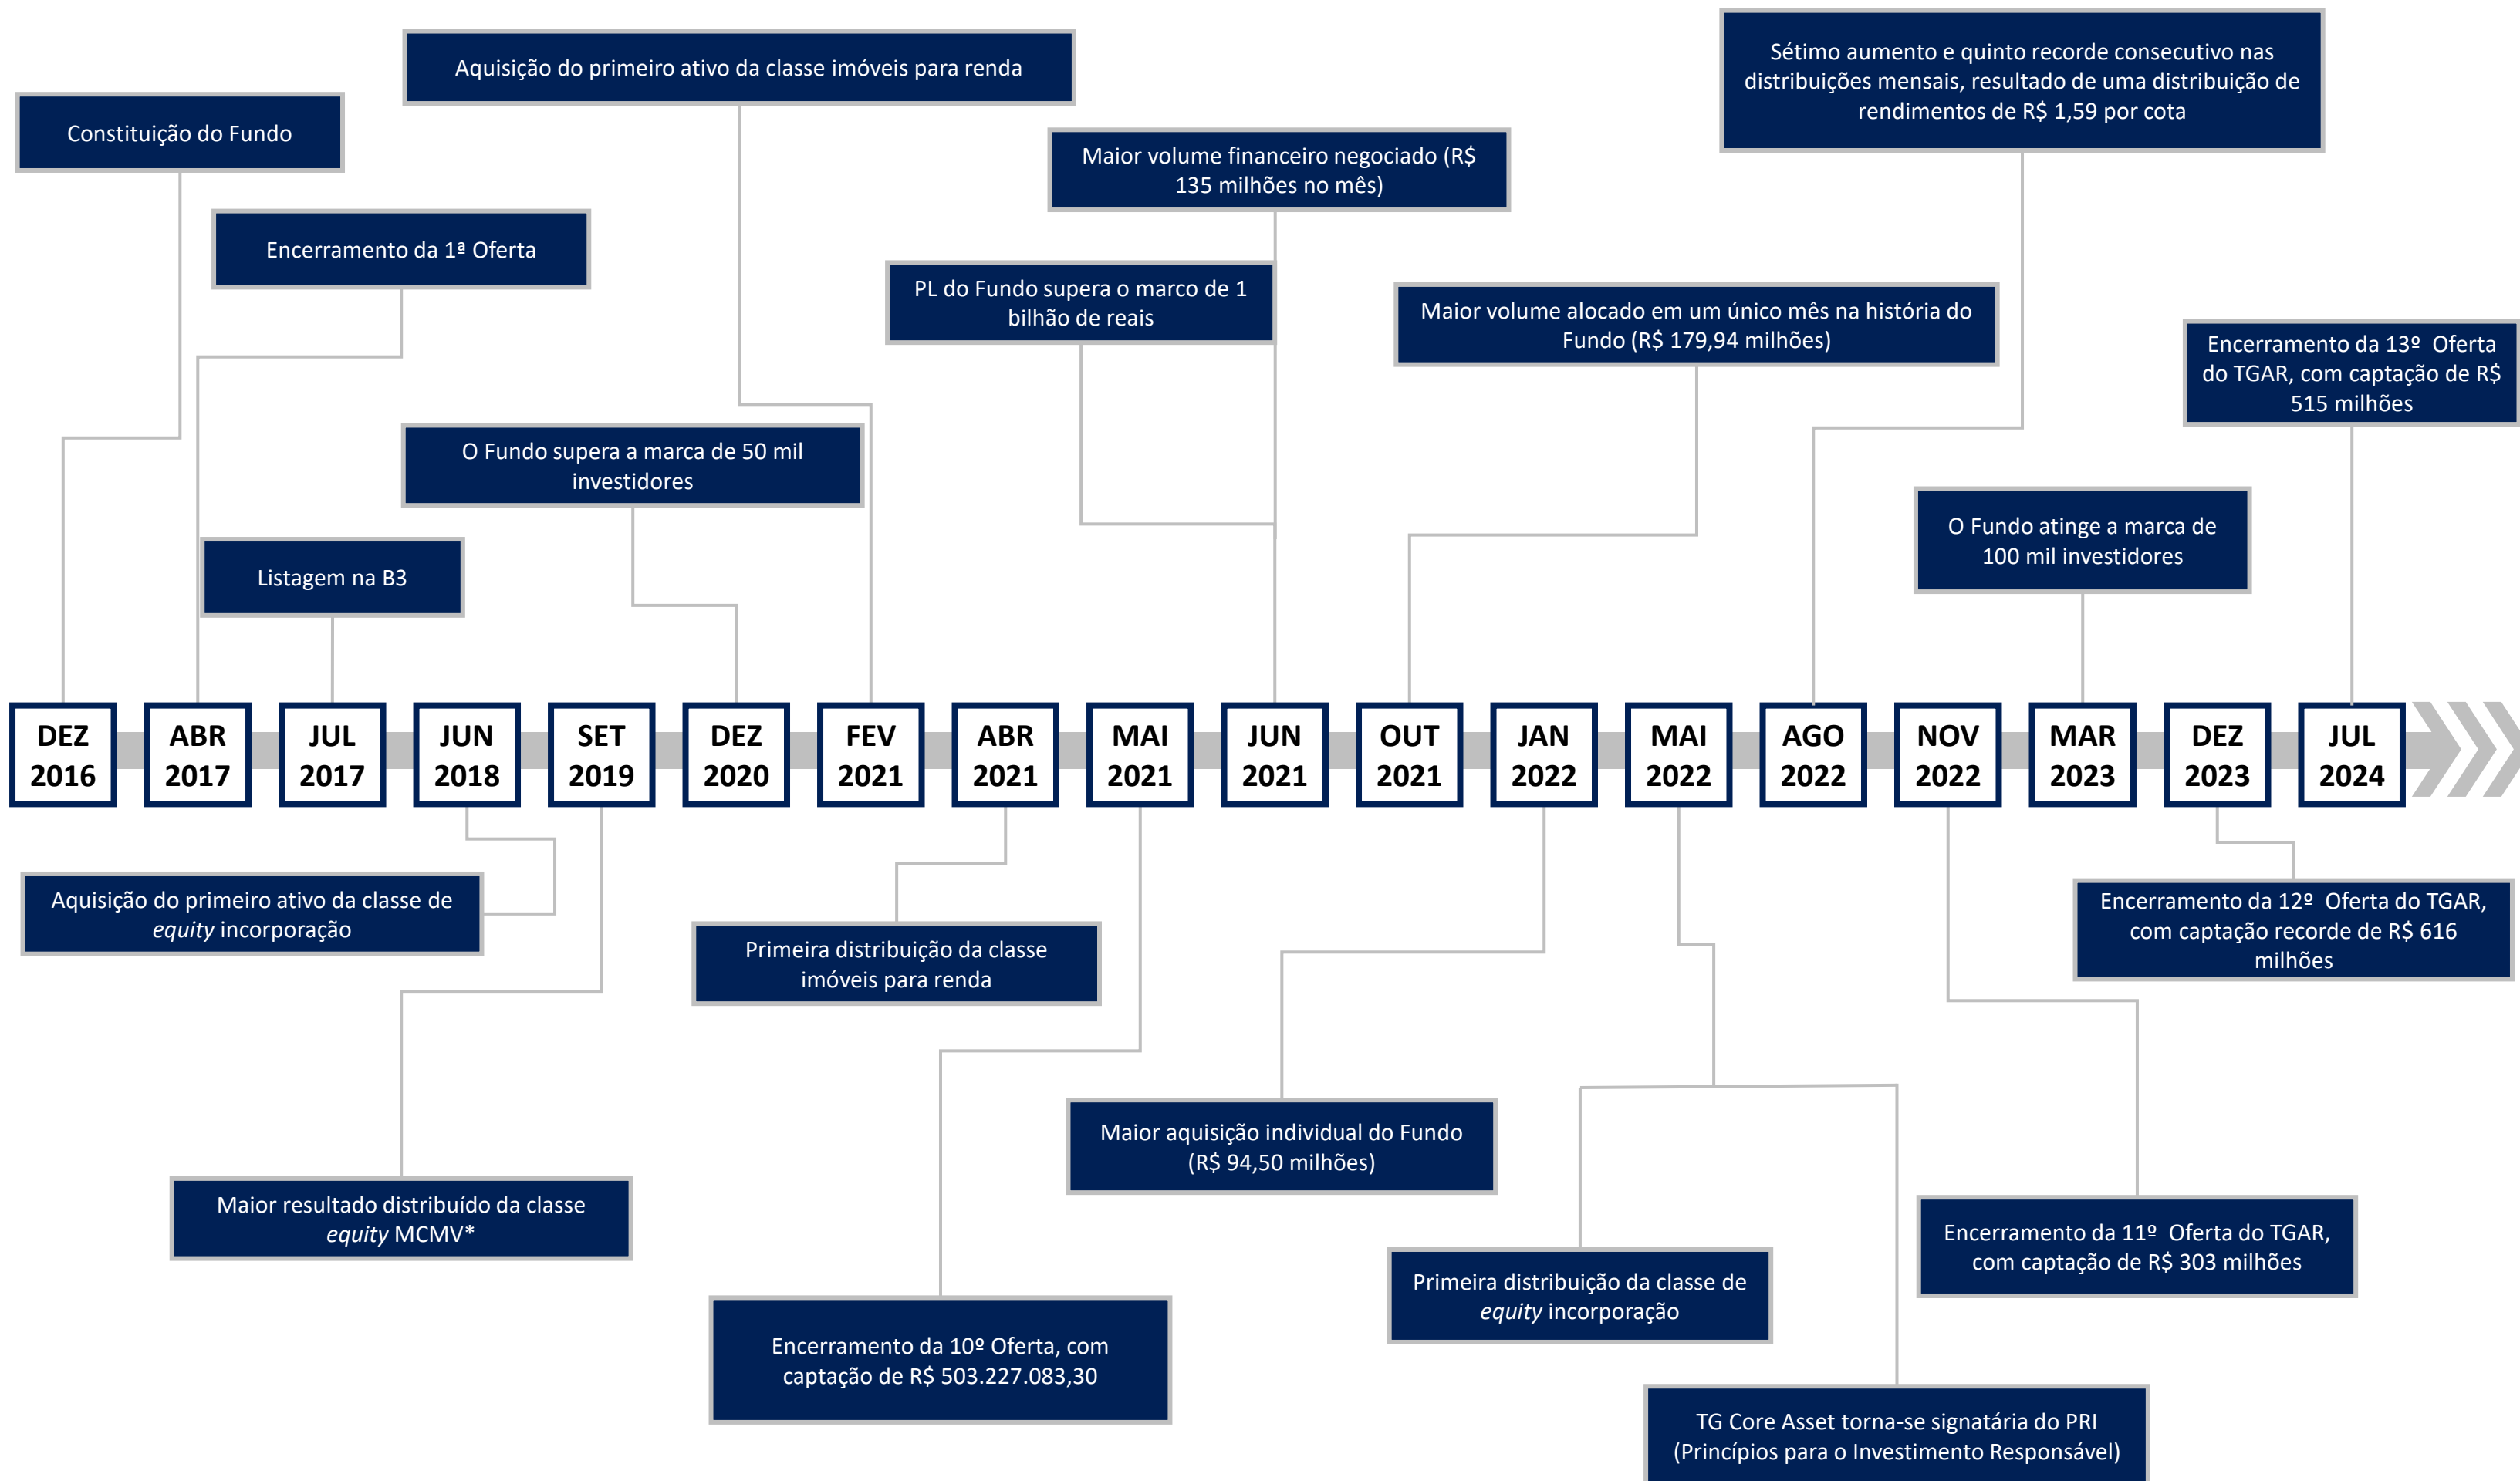 Aquisição do primeiro ativo da classe imóveis para renda
Sétimo aumento e quinto recorde consecutivo nas
distribuições mensais, resultado de uma distribuição de
rendimentos de R$ 1,59 por cota
Constituição do Fundo
Maior volume financeiro negociado (R$
135 milhões no mês)
Encerramento da 1ª Oferta
PL do Fundo supera o marco de 1
bilhão de reais
Maior volume alocado em um único mês na história do
Fundo (R$ 179,94 milhões)
Encerramento da 13º Oferta
do TGAR, com captação de R$
515 milhões
O Fundo supera a marca de 50 mil
investidores
O Fundo atinge a marca de
100 mil investidores
Listagem na B3
DEZ
2016
ABR
2017
JUL
2017
JUN
2018
SET
2019
DEZ
2020
FEV
2021
ABR
2021
MAI
2021
JUN
2021
OUT
2021
JAN
2022
MAI
2022
AGO
2022
NOV
2022
MAR
2023
DEZ
2023
JUL
2024
Aquisição do primeiro ativo da classe de
equity incorporação
Primeira distribuição da classe
imóveis para renda
Encerramento da 12º Oferta do TGAR,
com captação recorde de R$ 616
milhões
Maior aquisição individual do Fundo
(R$ 94,50 milhões)
Maior resultado distribuído da classe
equity MCMV*
Encerramento da 11º Oferta do TGAR,
com captação de R$ 303 milhões
Primeira distribuição da classe de
equity incorporação
Encerramento da 10º Oferta, com
captação de R$ 503.227.083,30
TG Core Asset torna-se signatária do PRI
(Princípios para o Investimento Responsável)